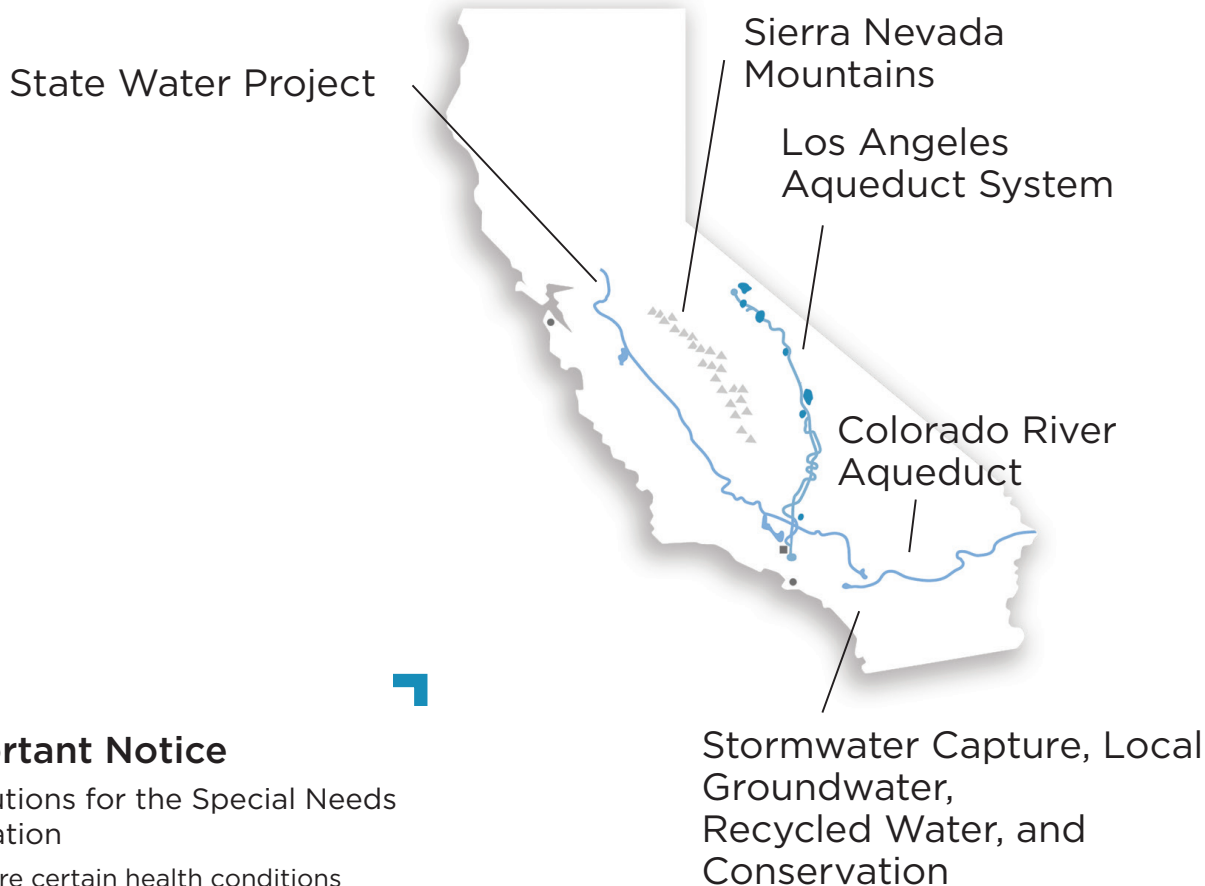 State Water Project
Sierra Nevada
Mountains
Los Angeles
Aqueduct System
Colorado River
Aqueduct
Stormwater Capture, Local
Groundwater,
Recycled Water, and
Conservation
rtant Notice
utions for the Special Needs
ation
re certain health conditions